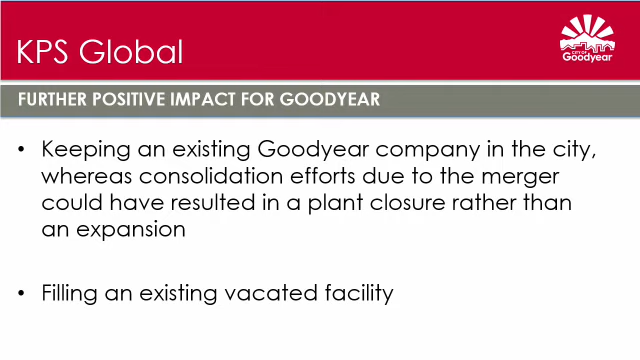 KPS Global
CITY OF
Goodyear
FURTHER POSITIVE IMPACT FOR GOODYEAR
• Keeping an existing Goodyear company in the city,
whereas consolidation efforts due to the merger
could have resulted in a plant closure rather than
an expansion
• Filling an existing vacated facility